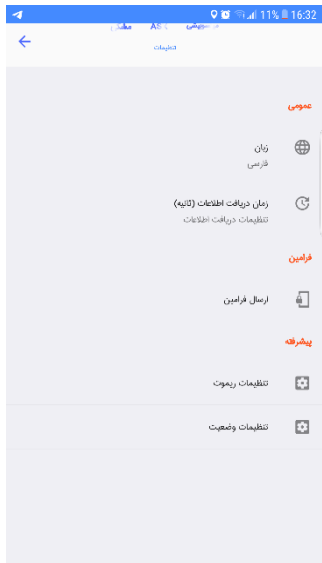 11% 16:32
تنظیمات
عمومی
زبان
فارسی
زمان دریافت اطلاعات (ثانیه)
تنظیمات دریافت اطلاعات
فرامین
ارسال فرامین
پیشرفته
تنظیمات ریموت
تنظیمات وضعیت